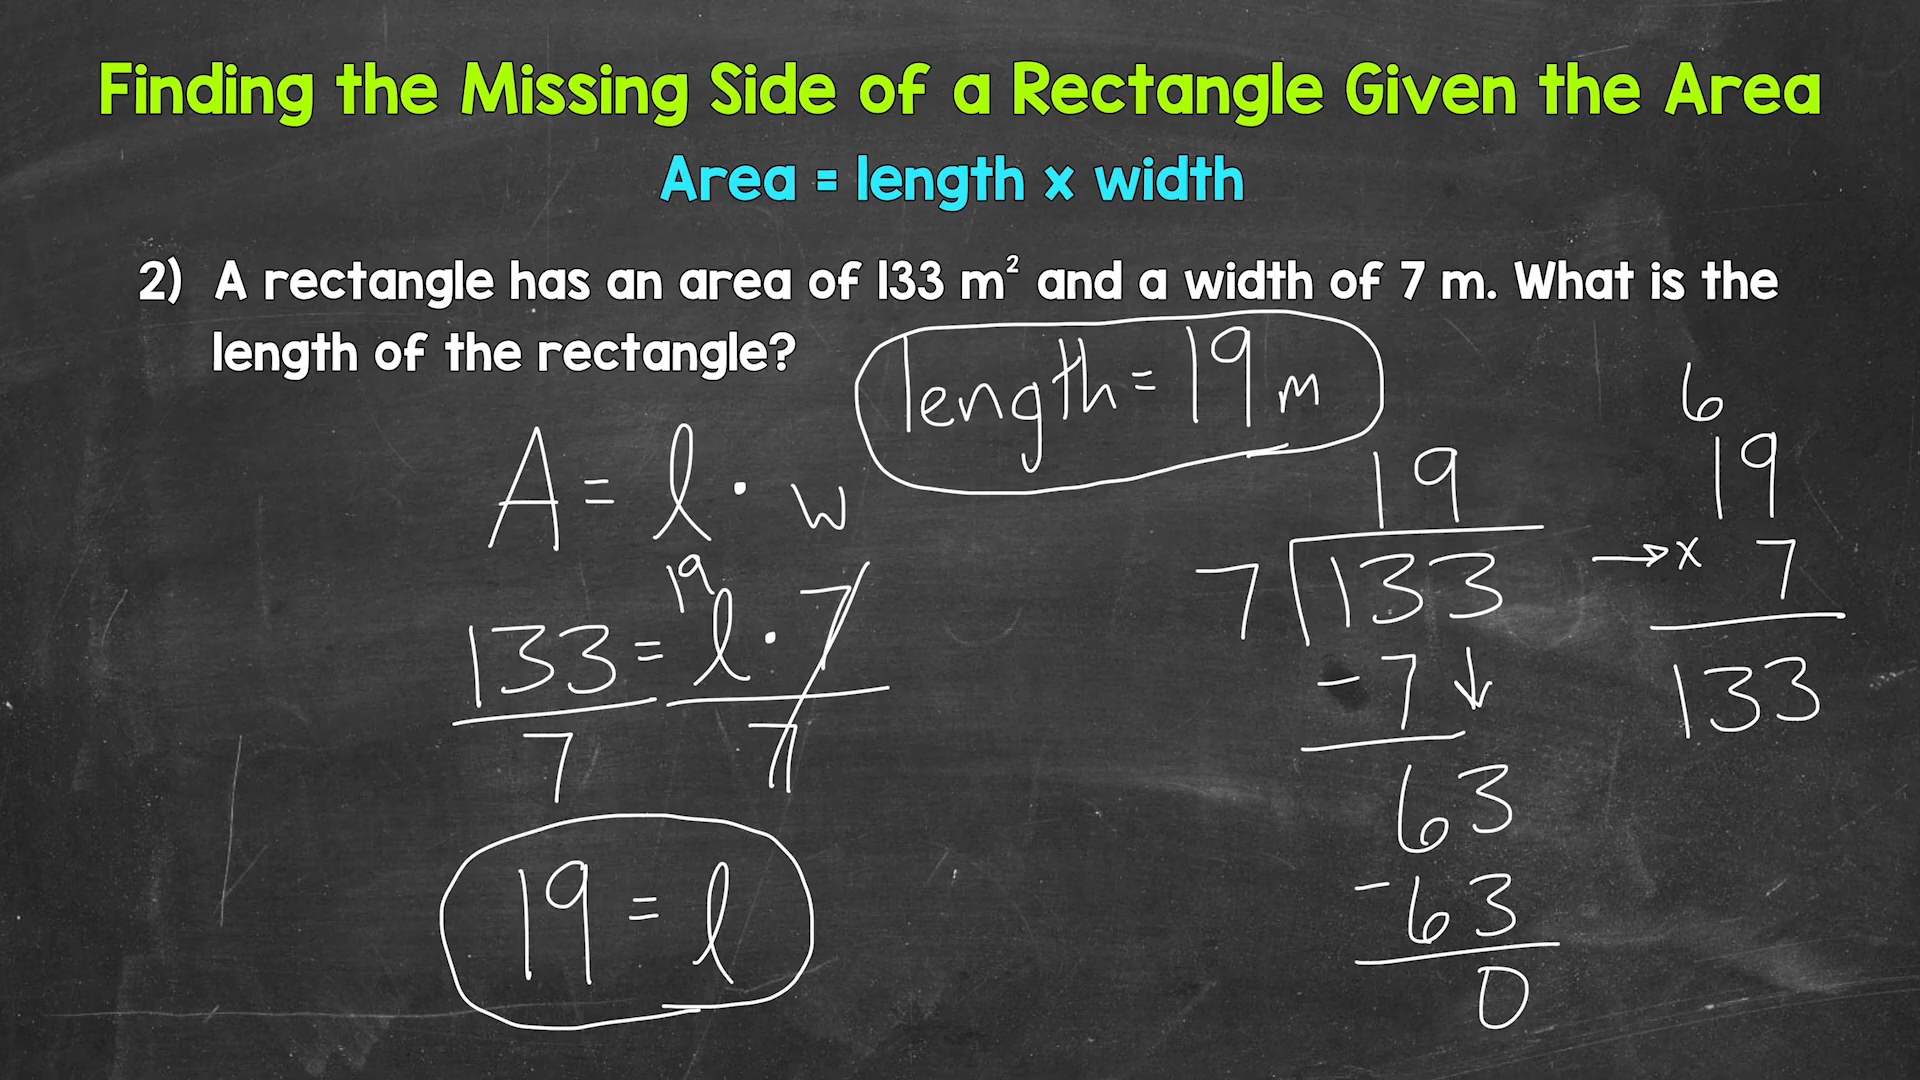 Finding the Missing Side of a Rectangle Given the Area
Area = length x width
2) A rectangle has an area of 133 m² and a width of 7 m. What is the
length of the rectangle?
length = 19 m
A = l · w
19
133 = l · 7
7 7
19 = l
19
7 133
- 7 ↓
63
- 63
0
6
19
→ x 7
133